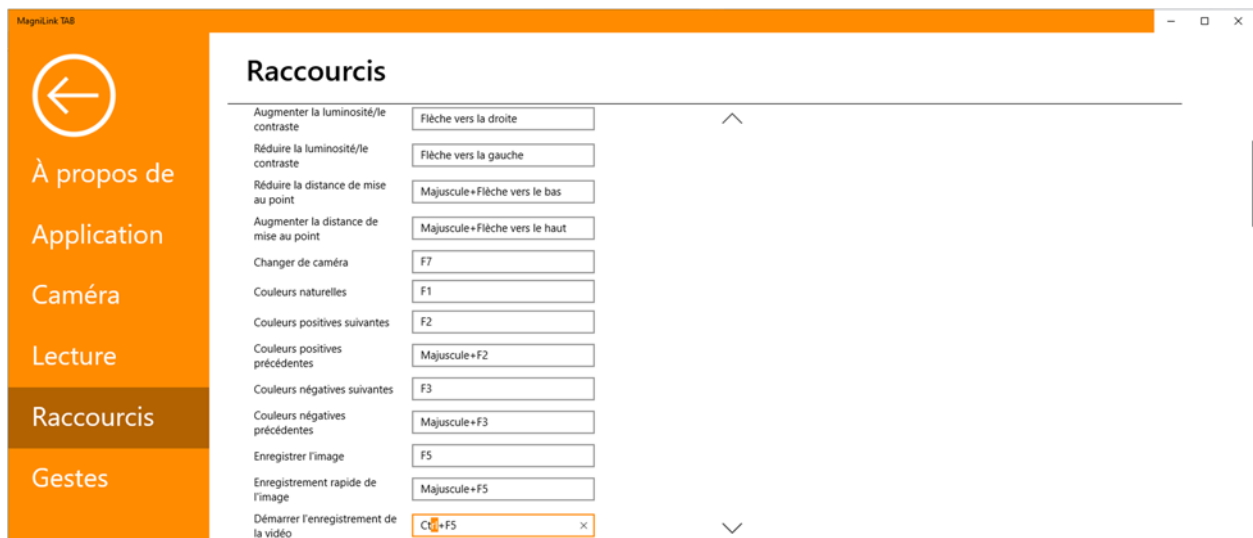 MagniLink TAB
Raccourcis
À propos de
Application
Caméra
Lecture
Raccourcis
Gestes
Augmenter la luminosité/le
contraste
Flèche vers la droite
Réduire la luminosité/le
contraste
Flèche vers la gauche
Réduire la distance de mise
au point
Majuscule+Flèche vers le bas
Augmenter la distance de
mise au point
Majuscule+Flèche vers le haut
Changer de caméra
F7
Couleurs naturelles
F1
Couleurs positives suivantes
F2
Couleurs positives
précédentes
Majuscule+F2
Couleurs négatives suivantes
F3
Couleurs négatives
précédentes
Majuscule+F3
Enregistrer l'image
F5
Enregistrement rapide de
l'image
Majuscule+F5
Démarrer l'enregistrement de
la vidéo
Ctrl+F5